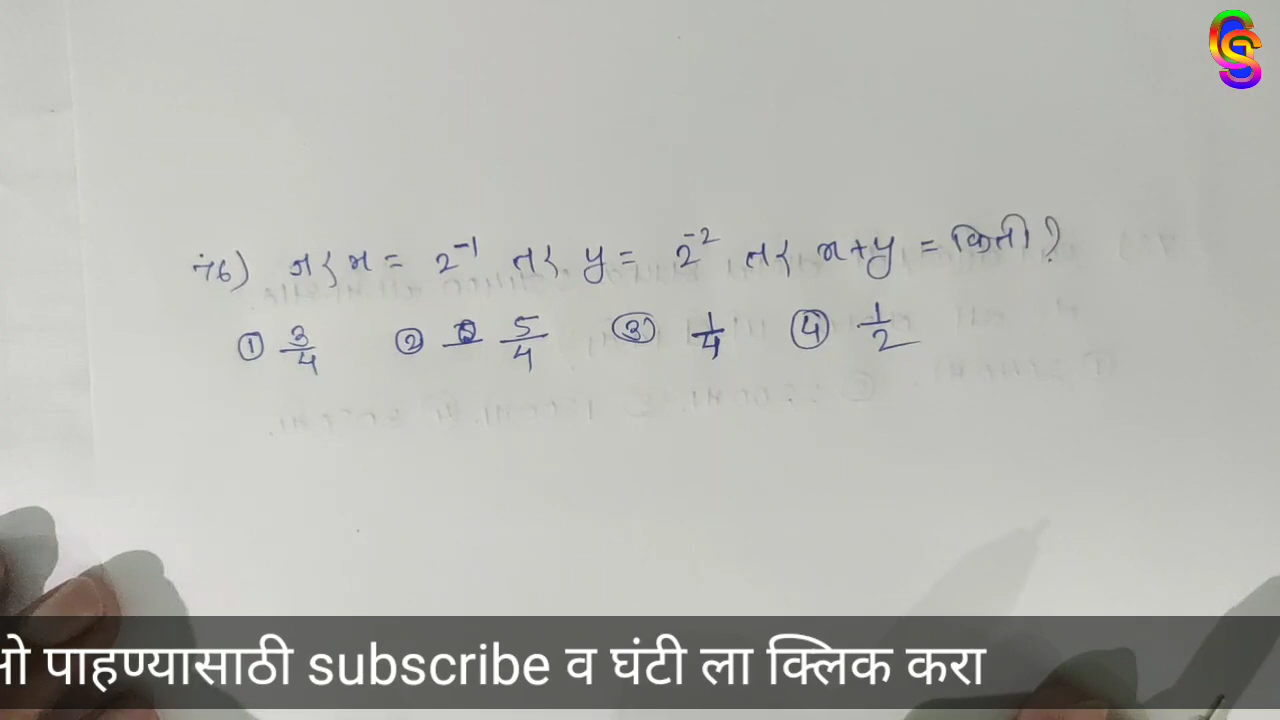 76) जर x = 2⁻¹ तर y = 2⁻² तर x+y = किती ?
① 3/4 ② 5/4 ③ 1/4 ④ 1/2
पाहण्यासाठी subscribe व घंटी ला क्लिक करा